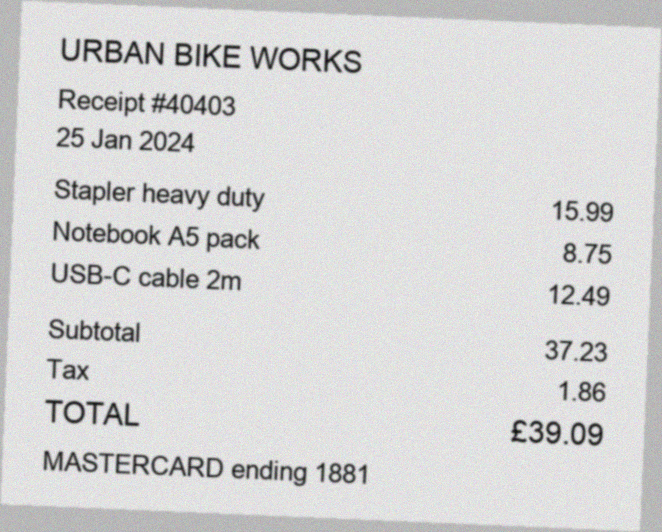 URBAN BIKE WORKS
Receipt #40403
25 Jan 2024
Stapler heavy duty 15.99
Notebook A5 pack 8.75
USB-C cable 2m 12.49
Subtotal 37.23
Tax 1.86
TOTAL £39.09
MASTERCARD ending 1881